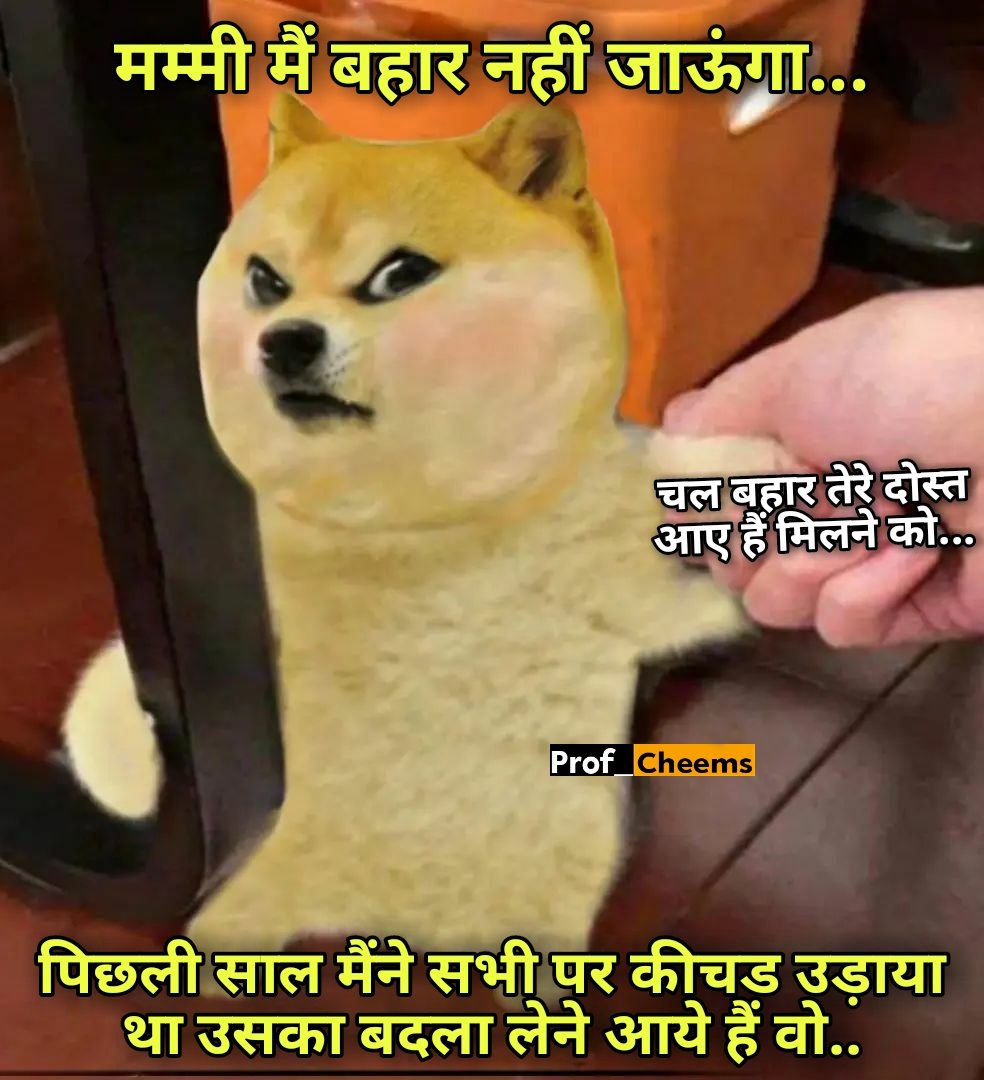 मम्मी मैं बहार नहीं जाऊंगा...
चल बहार तेरे दोस्त
आए हैं मिलने को...
Prof_Cheems
पिछली साल मैंने सभी पर कीचड उड़ाया
था उसका बदला लेने आये हैं वो..